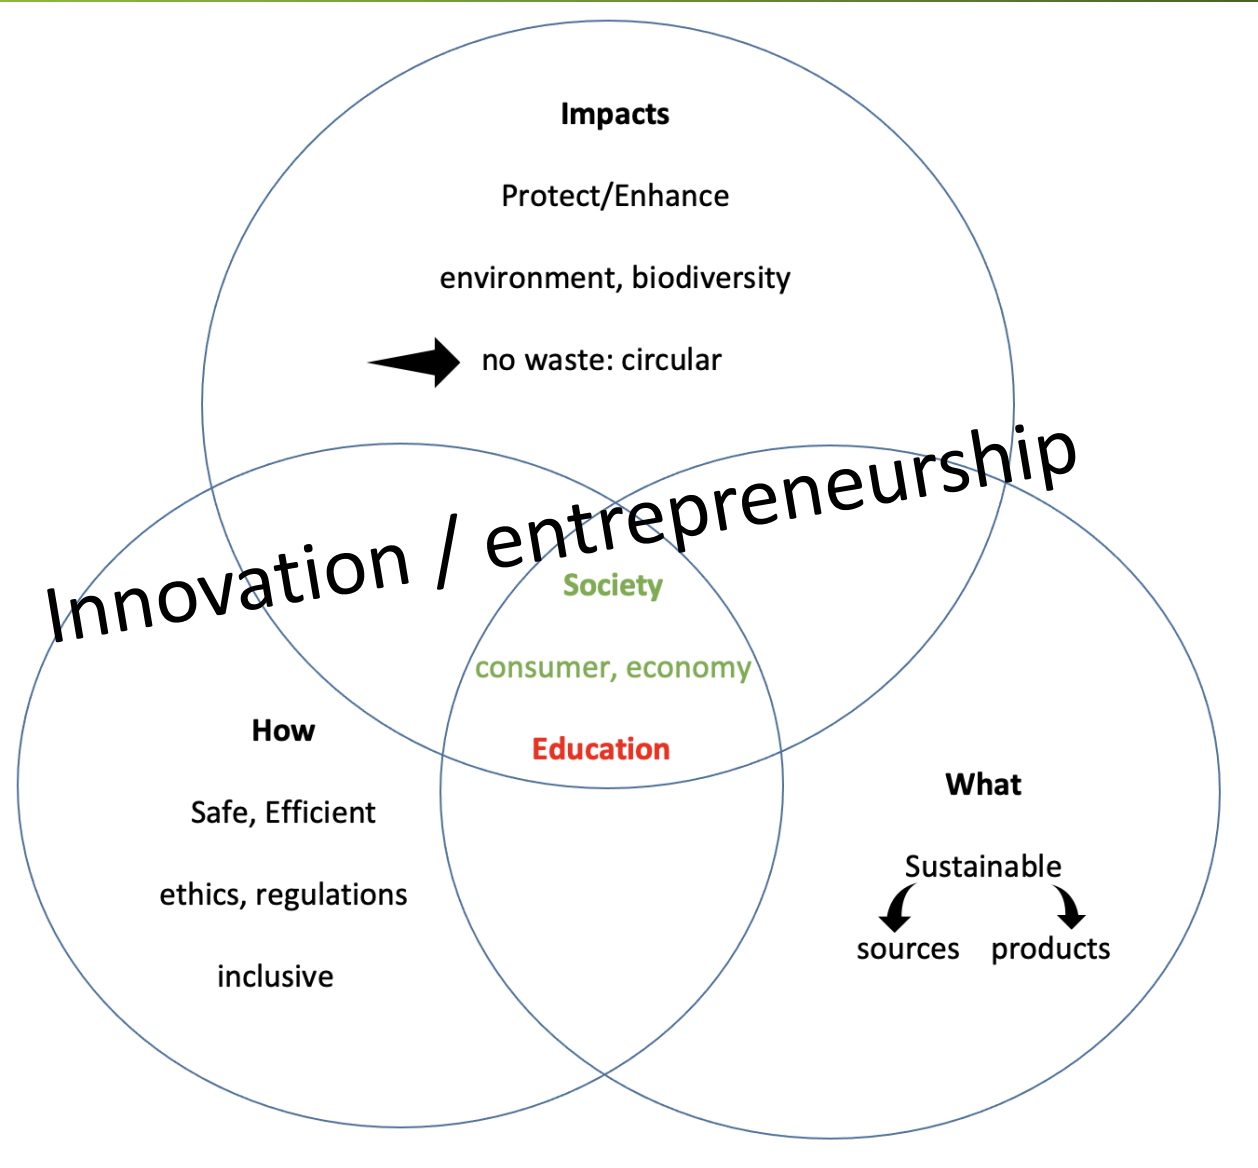 Impacts
Protect/Enhance
environment, biodiversity
no waste: circular
Innovation / entrepreneurship
Society
consumer, economy
Education
How
Safe, Efficient
ethics, regulations
inclusive
What
Sustainable
sources products